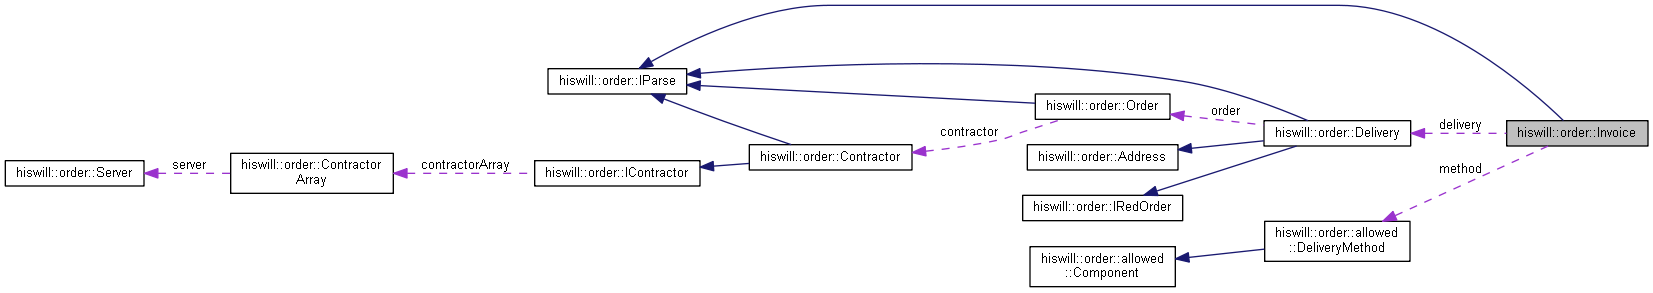 hiswill::order::IParse
hiswill::order::Order
order
hiswill::order::Delivery
delivery
hiswill::order::Invoice
contractor
hiswill::order::Contractor
hiswill::order::Address
hiswill::order::Server
server
hiswill::order::Contractor
Array
contractorArray
hiswill::order::IContractor
method
hiswill::order::IRedOrder
hiswill::order::allowed
::DeliveryMethod
hiswill::order::allowed
::Component